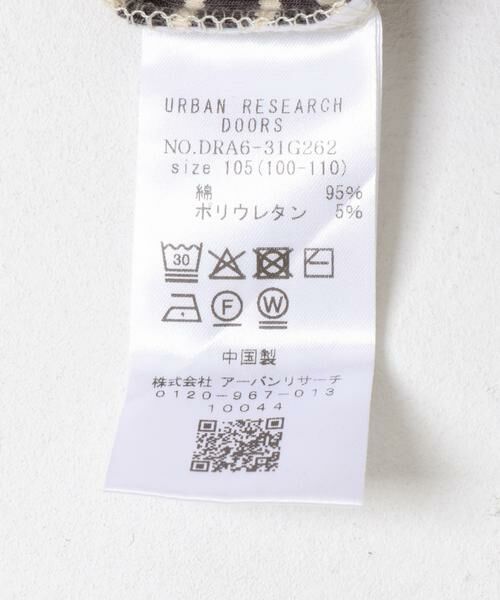 URBAN RESEARCH
DOORS
NO.DRA6-31G262
size 105(100-110)
綿 95%
ポリウレタン 5%
30
F W
中国製
株式会社 アーバンリサーチ
0120-967-013
10044